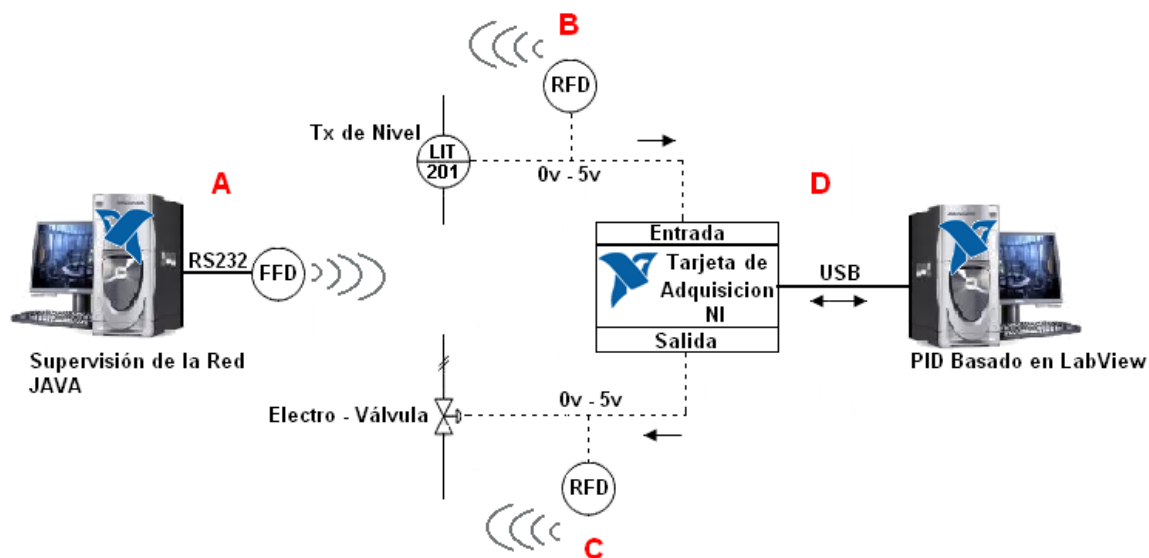 B
RFD
Tx de Nivel
LIT
201
0v - 5v
A
D
RS232
FFD
Entrada
Tarjeta de
Adquisicion
NI
Salida
USB
Supervisión de la Red
JAVA
PID Basado en LabView
0v - 5v
Electro - Válvula
RFD
C